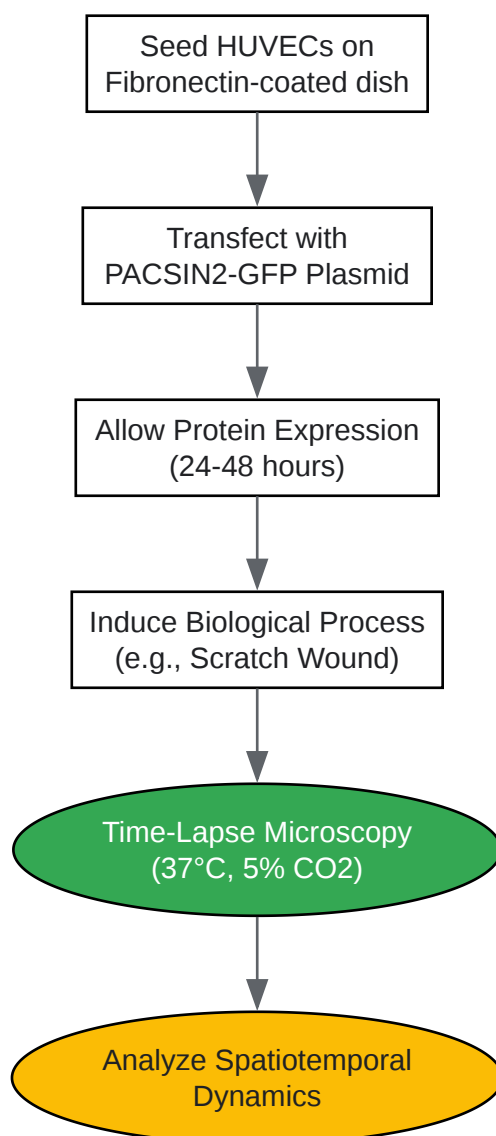 Seed HUVECs on
Fibronectin-coated dish
Transfect with
PACSIN2-GFP Plasmid
Allow Protein Expression
(24-48 hours)
Induce Biological Process
(e.g., Scratch Wound)
Time-Lapse Microscopy
(37°C, 5% CO2)
Analyze Spatiotemporal
Dynamics